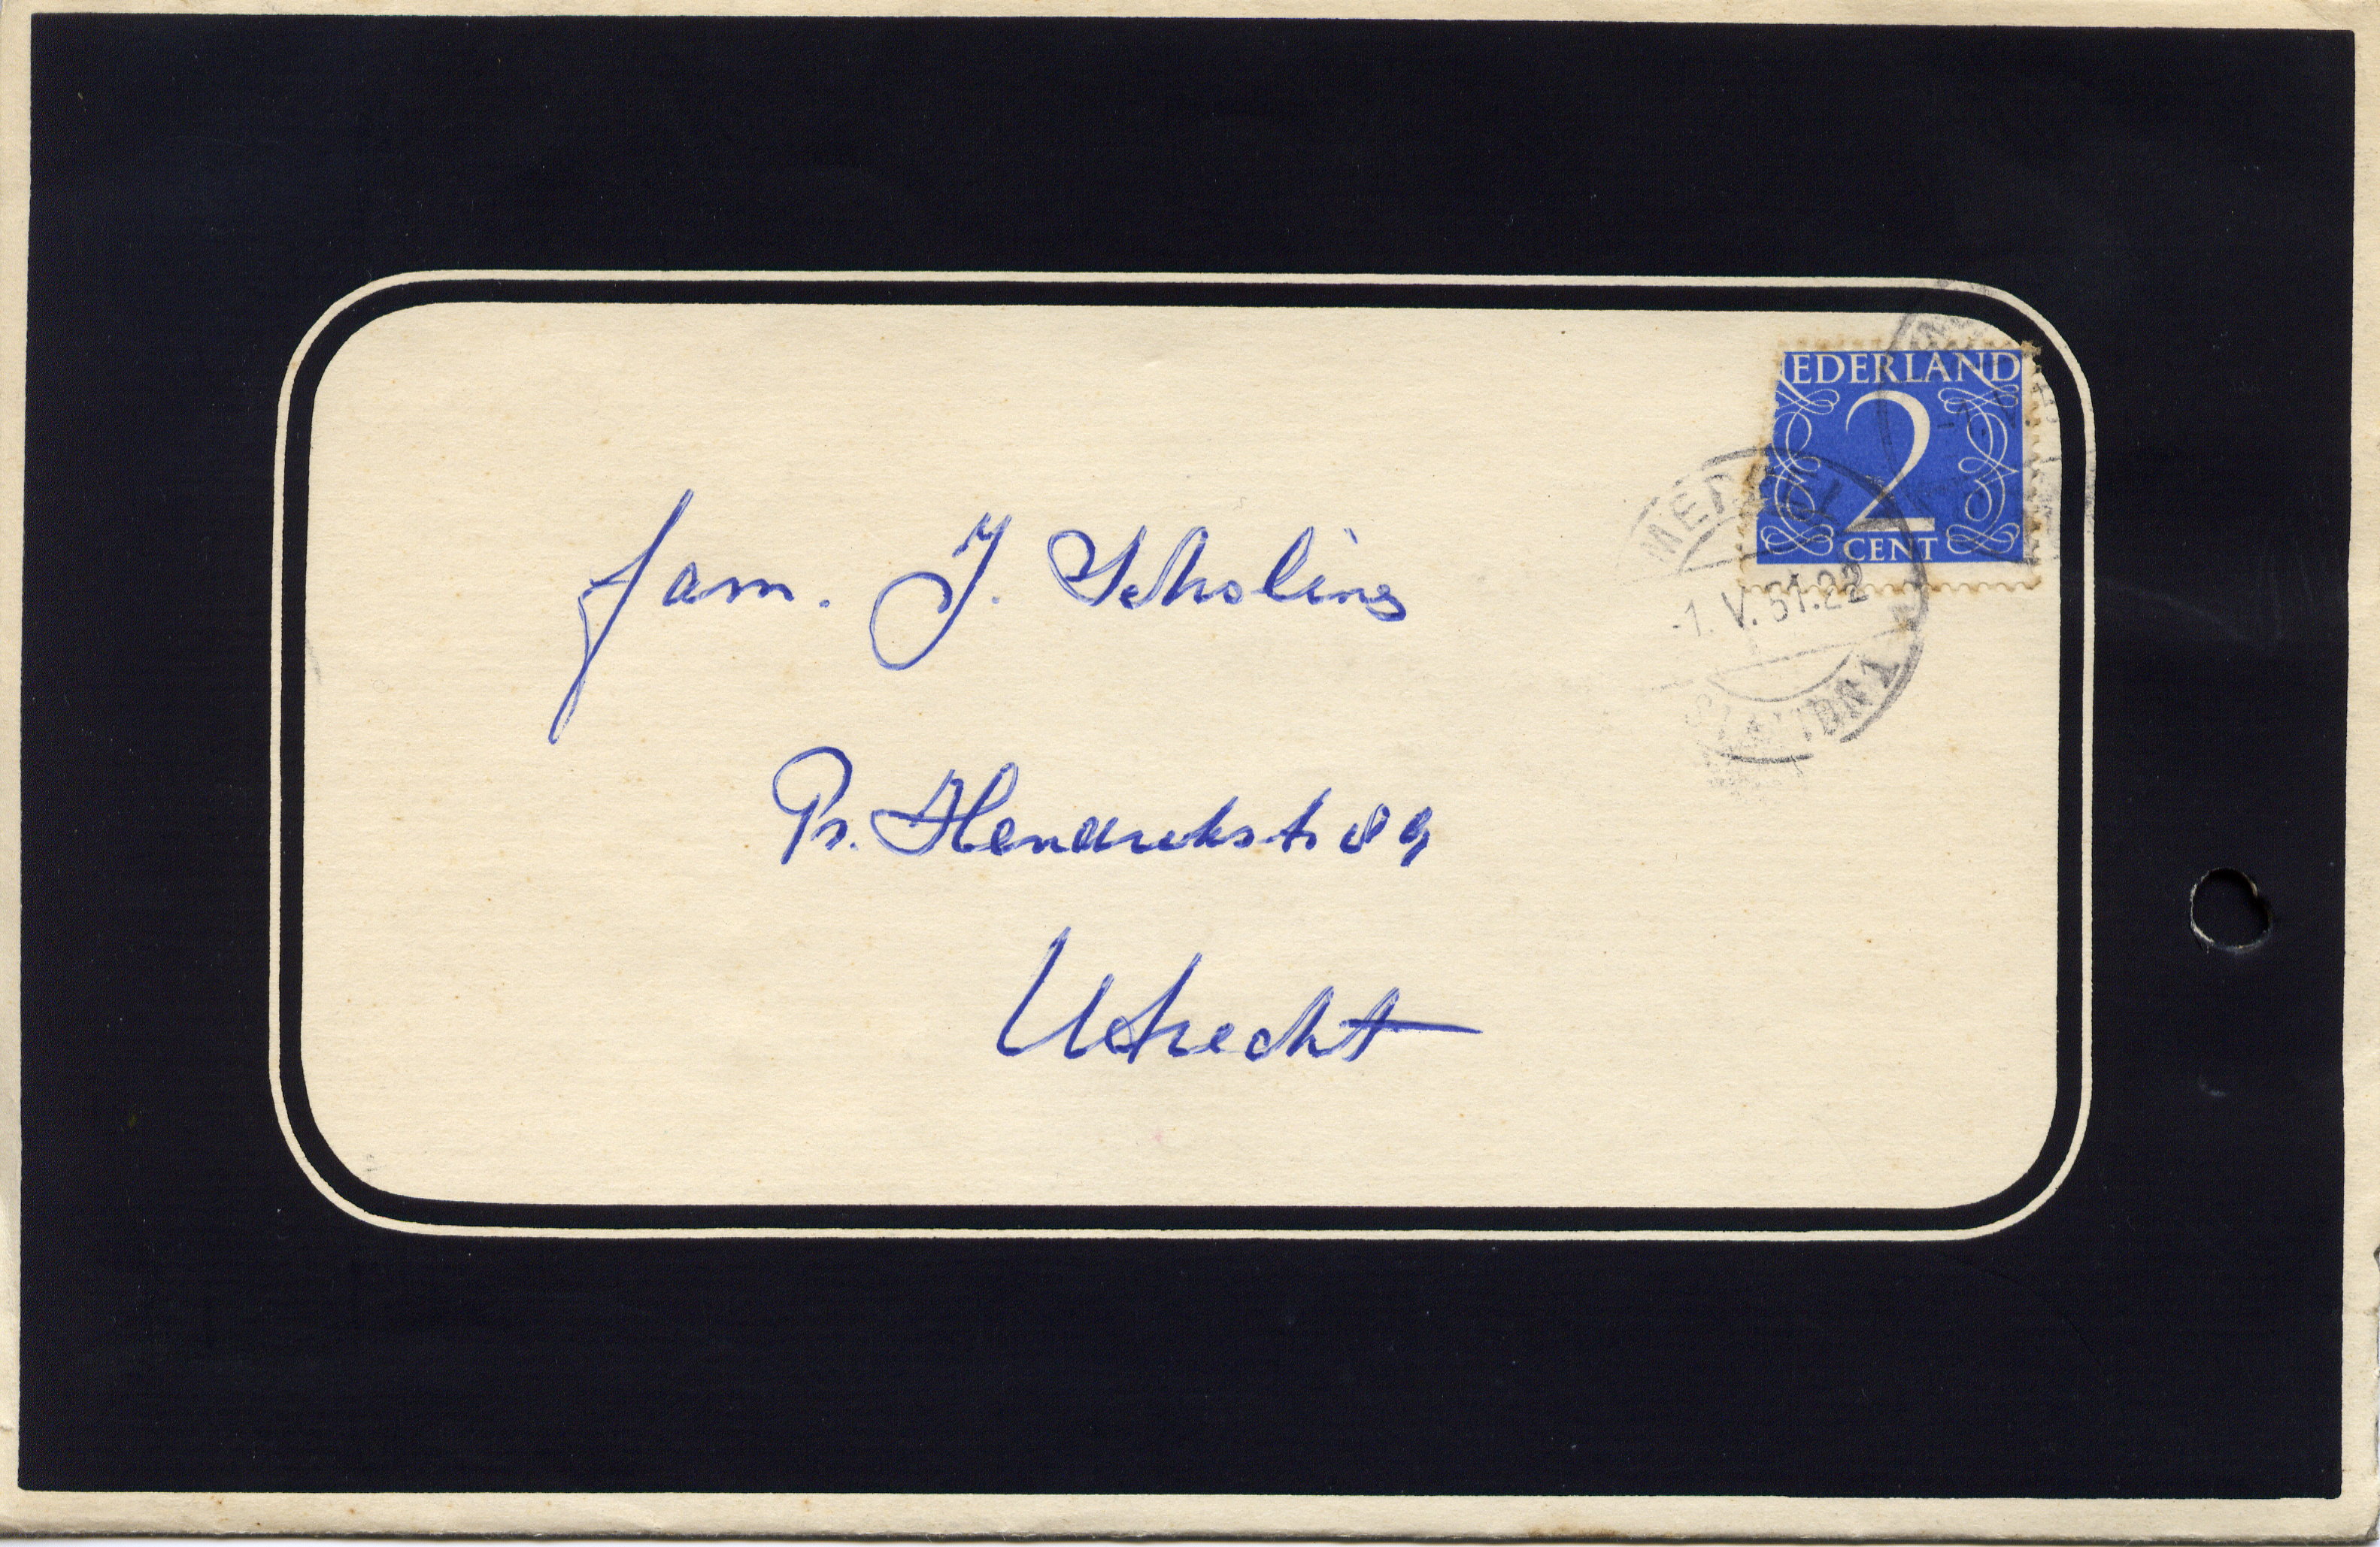 NEDERLAND
2
CENT
-1.V.51.22
fam. J. Scholing
Pr. Hendrikstr 89
Utrecht